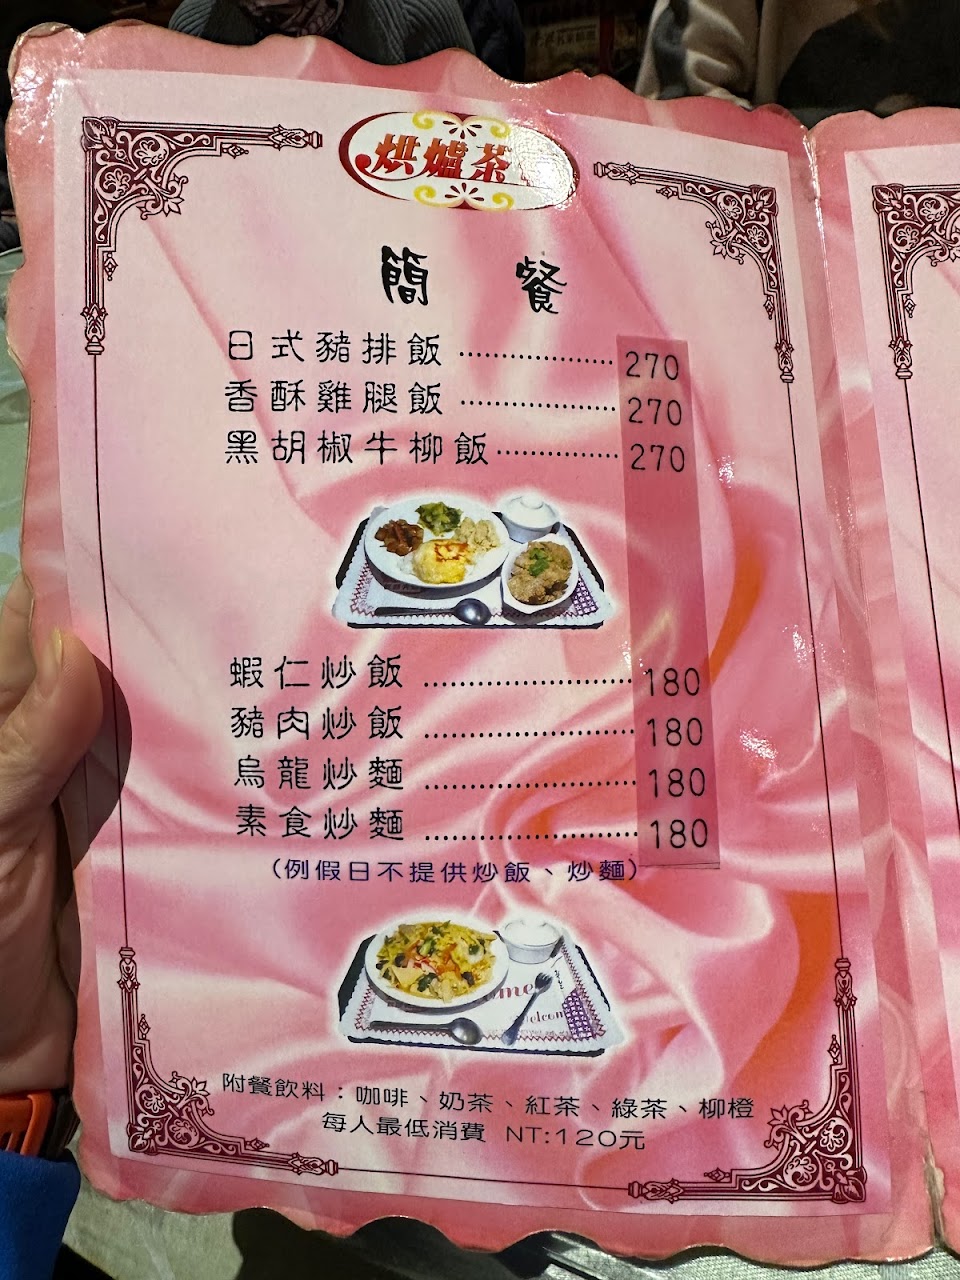 烘爐茶
簡餐
日式豬排飯 270
香酥雞腿飯 270
黑胡椒牛柳飯 270
蝦仁炒飯 180
豬肉炒飯 180
烏龍炒麵 180
素食炒麵 180
(例假日不提供炒飯、炒麵)
附餐飲料：咖啡、奶茶、紅茶、綠茶、柳橙
每人最低消費 NT:120元